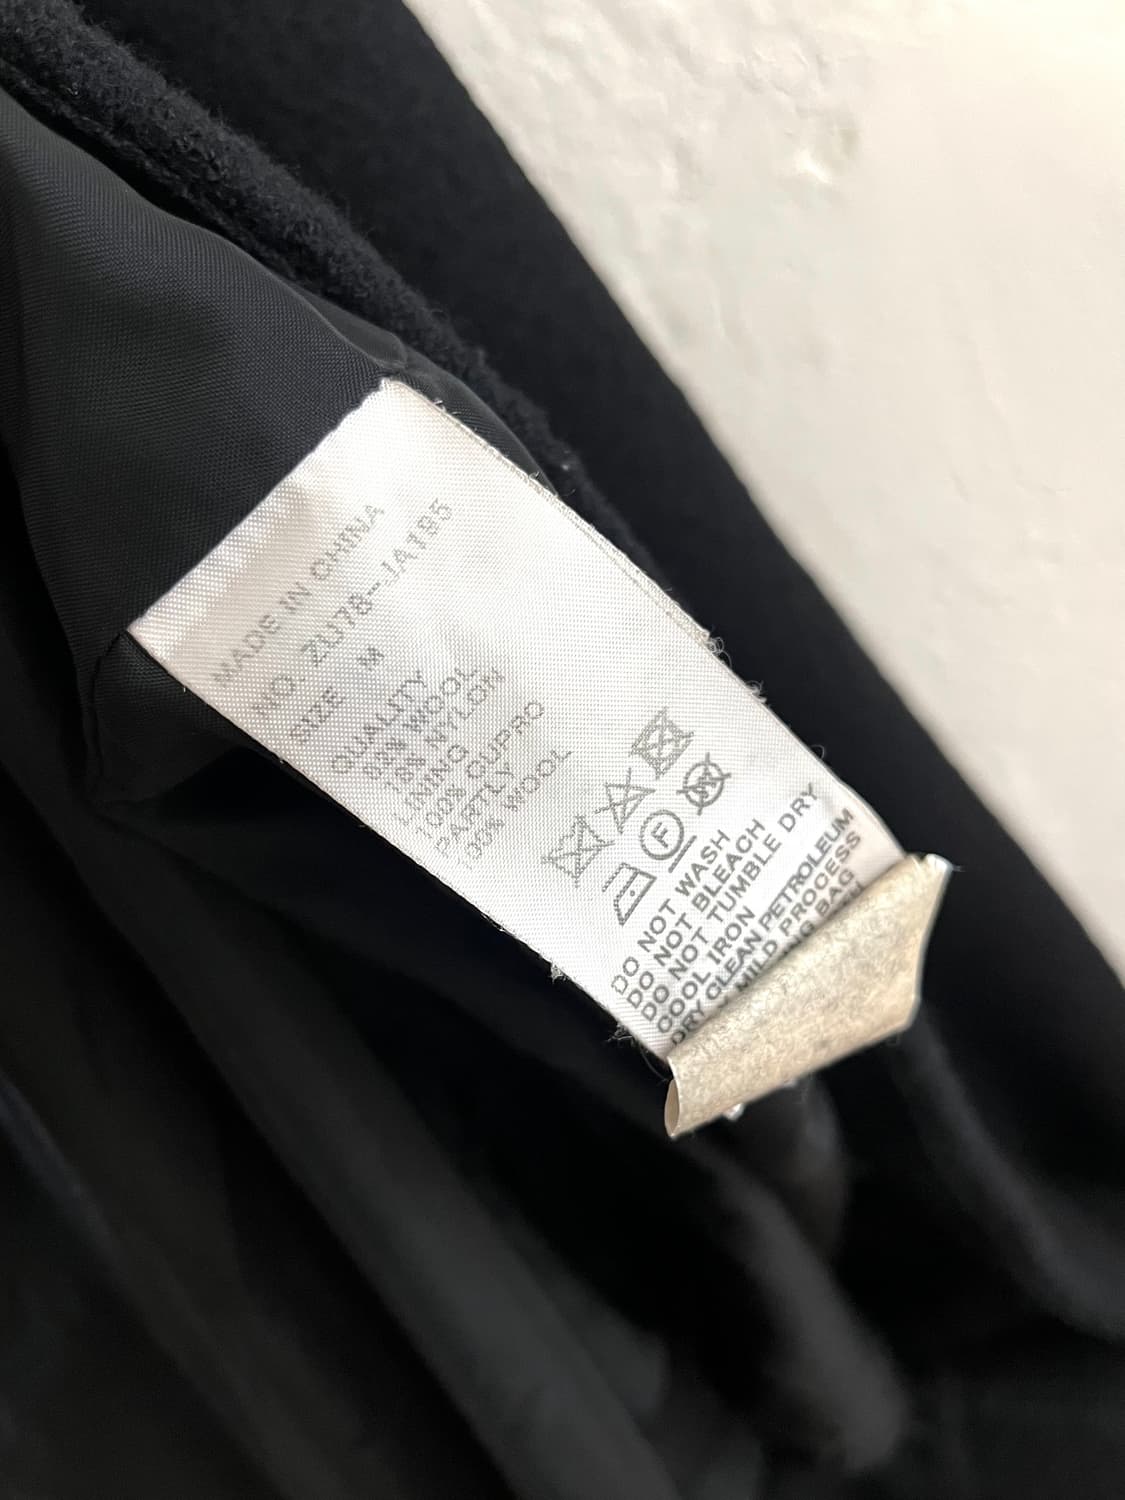 MADE IN CHINA
NO. ZU78-JA195
SIZE M
QUALITY
82% WOOL
18% NYLON
LINING
100% CUPRO
PARTLY
100% WOOL
F
DO NOT WASH
DO NOT BLEACH
DO NOT TUMBLE DRY
COOL IRON
DRY CLEAN PETROLEUM
MILD PROCESS
BAG